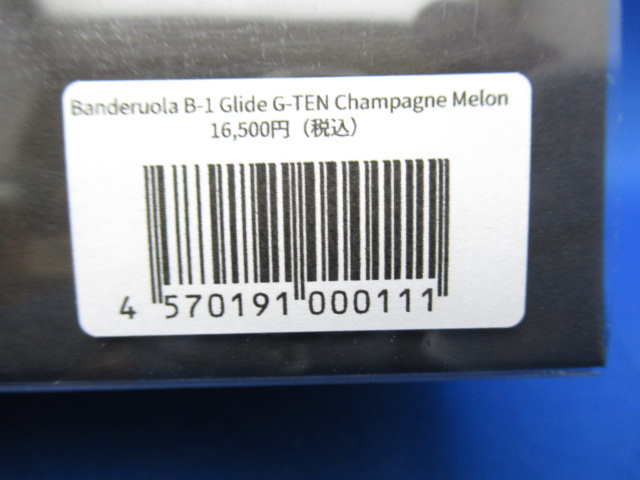 Banderuola B-1 Glide G-TEN Champagne Melon
16,500円（税込）
4 570191 000111